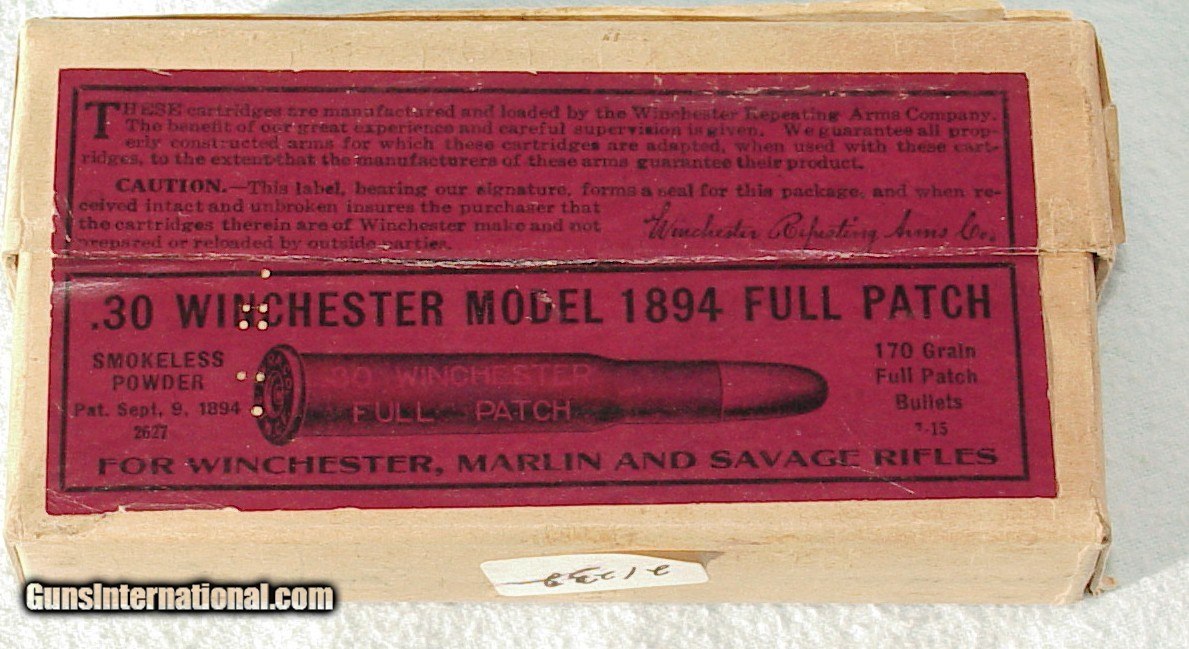 THESE cartridges are manufactured and loaded by the Winchester Repeating Arms Company.
The benefit of our great experience and careful supervision is given. We guarantee all prop-
erly constructed arms for which these cartridges are adapted, when used with these cart-
ridges, to the extent that the manufacturers of these arms guarantee their product.
CAUTION.—This label, bearing our signature, forms a seal for this package, and when re-
ceived intact and unbroken insures the purchaser that
the cartridges therein are of Winchester make and not
prepared or reloaded by outside parties.
Winchester Repeating Arms Co.
.30 WINCHESTER MODEL 1894 FULL PATCH
SMOKELESS
POWDER
Pat. Sept. 9, 1894
2627
.30 WINCHESTER
FULL PATCH
170 Grain
Full Patch
Bullets
-15
FOR WINCHESTER, MARLIN AND SAVAGE RIFLES
GunsInternational.com